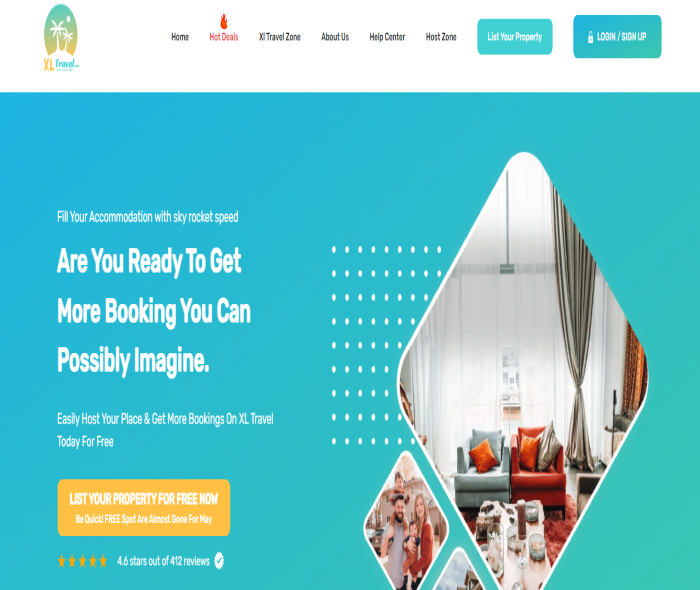 XL Travel
Home
Hot Deals
Xl Travel Zone
About Us
Help Center
Host Zone
List Your Property
LOGIN / SIGN UP
Fill Your Accommodation with sky rocket speed
Are You Ready To Get
More Booking You Can
Possibly Imagine.
Easily Host Your Place & Get More Bookings On XL Travel
Today For Free
LIST YOUR PROPERTY FOR FREE NOW
Be Quick! FREE Spot Are Almost Gone For May
4.6 stars out of 412 reviews